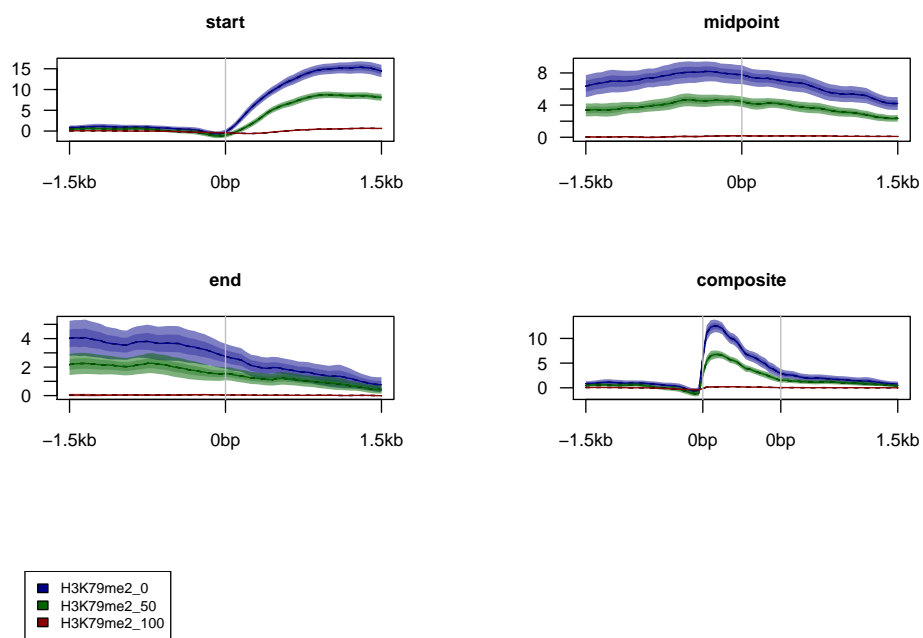 start
15
10
5
0
−1.5kb 0bp 1.5kb
midpoint
8
4
0
−1.5kb 0bp 1.5kb
end
4
2
0
−1.5kb 0bp 1.5kb
composite
10
5
0
−1.5kb 0bp 0bp 1.5kb
H3K79me2_0
H3K79me2_50
H3K79me2_100